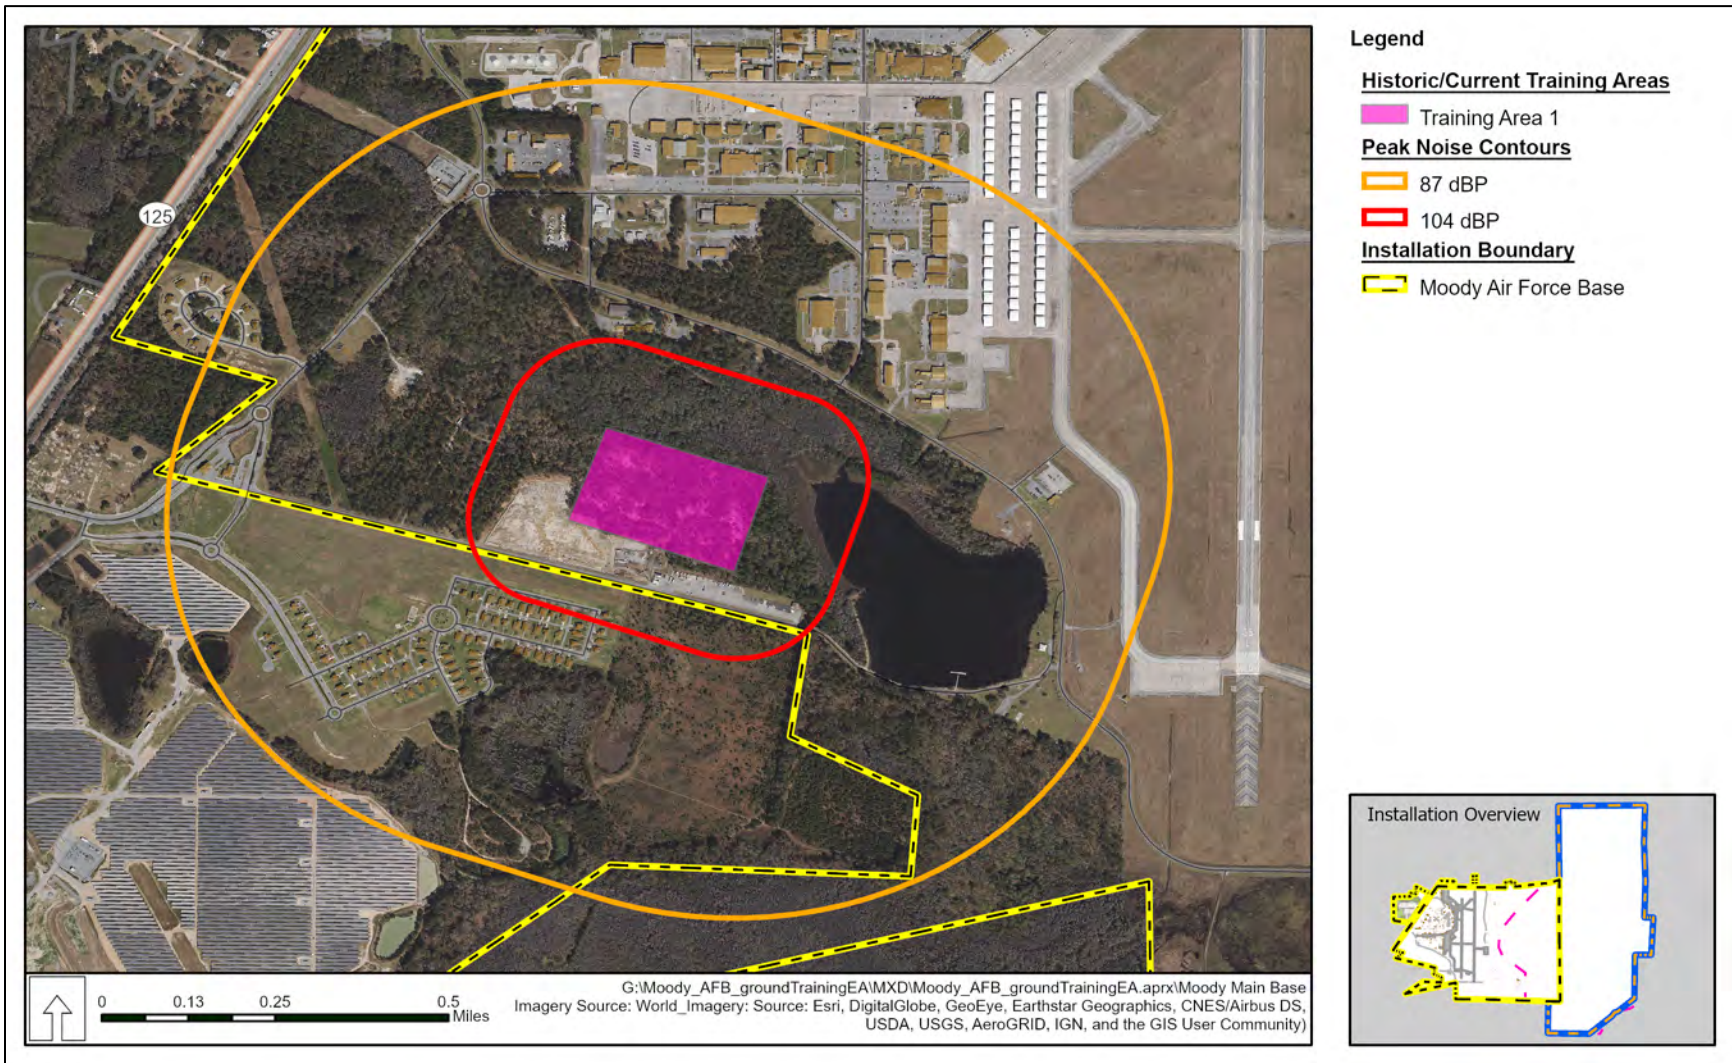 125
Legend
Historic/Current Training Areas
Training Area 1
Peak Noise Contours
87 dBP
104 dBP
Installation Boundary
Moody Air Force Base
Installation Overview
0 0.13 0.25 0.5
Miles
G:\Moody_AFB_groundTrainingEA\MXD\Moody_AFB_groundTrainingEA.aprx\Moody Main Base
Imagery Source: World_Imagery: Source: Esri, DigitalGlobe, GeoEye, Earthstar Geographics, CNES/Airbus DS,
USDA, USGS, AeroGRID, IGN, and the GIS User Community)